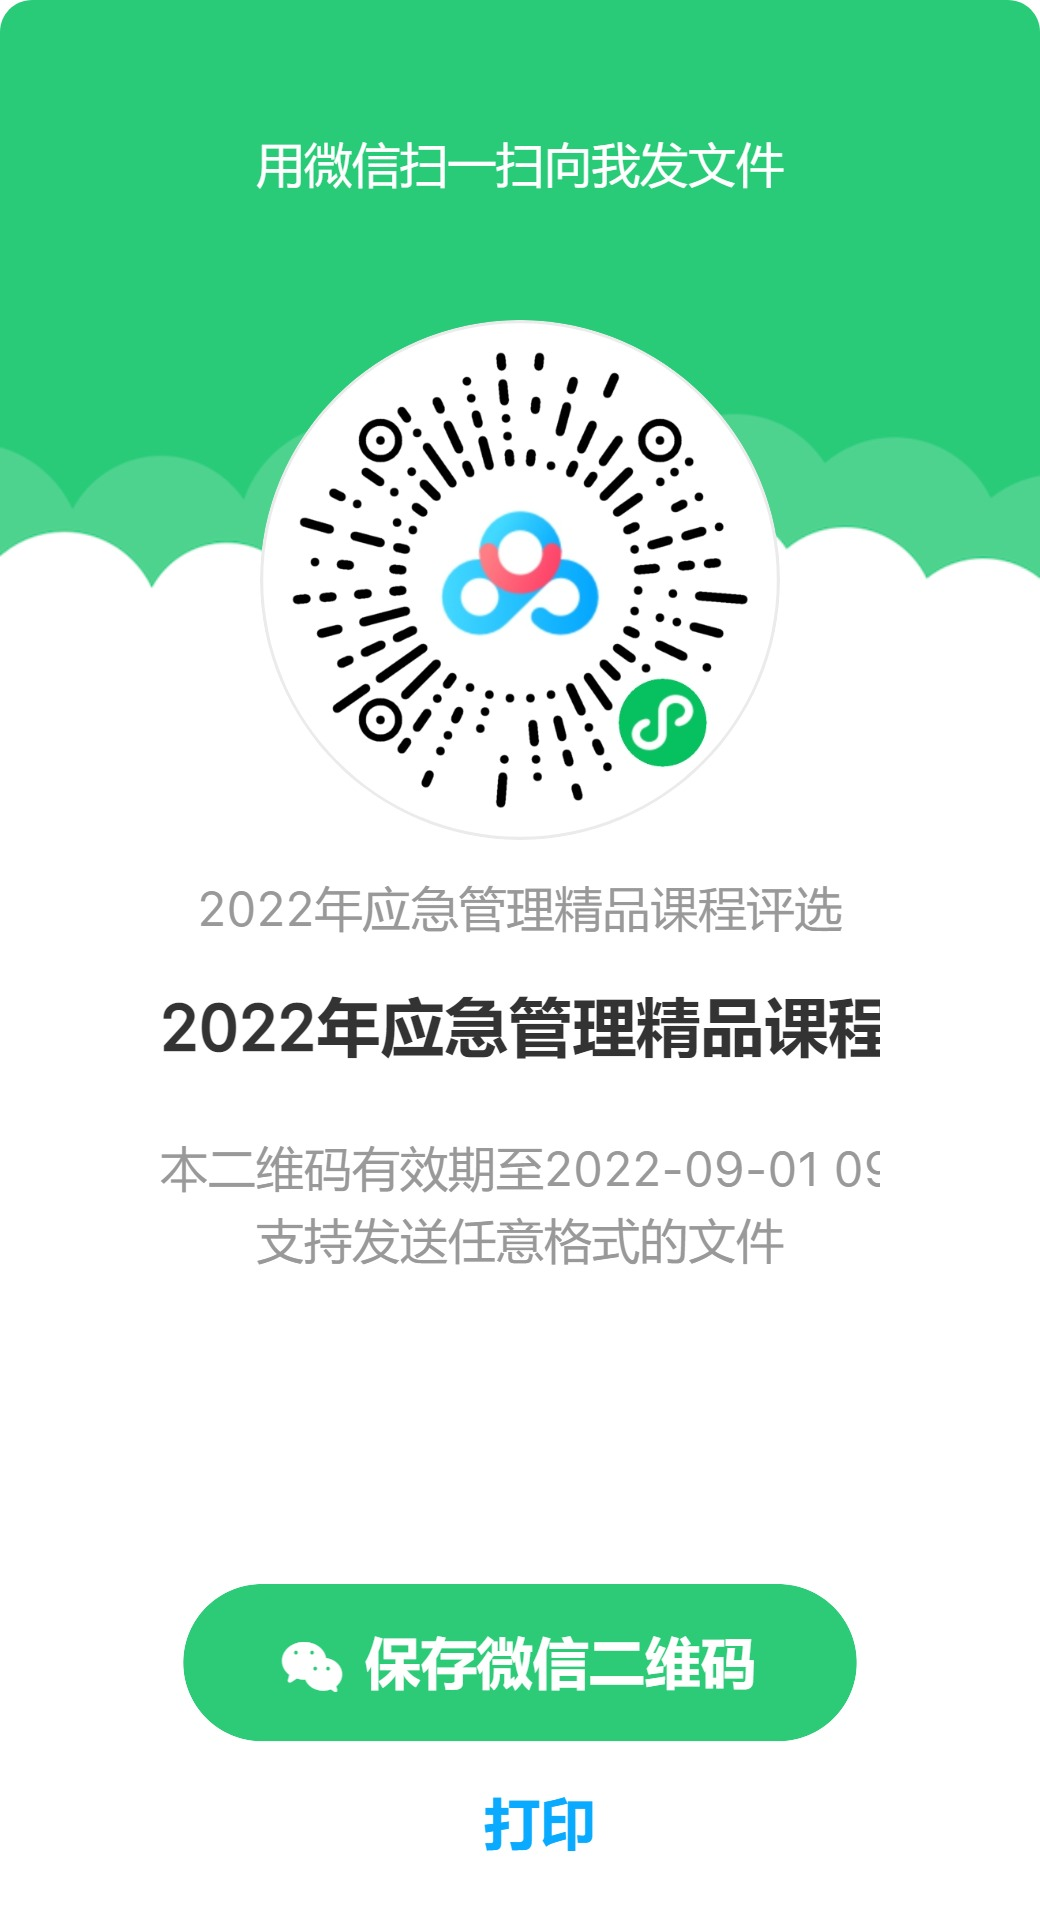 用微信扫一扫向我发文件
2022年应急管理精品课程评选
2022年应急管理精品课程
本二维码有效期至2022-09-01 09
支持发送任意格式的文件
保存微信二维码
打印